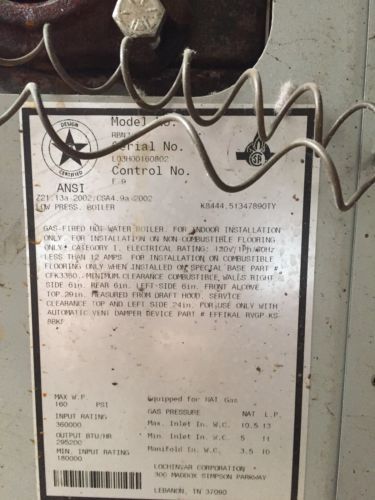 DESIGN
CERTIFIED
Model No.
Serial No.
L03H00160802
Control No.
E-9
ANSI
Z21.13a-2002;CSA4.9a-2002
LOW PRESS. BOILER K8444,51347890TY
GAS-FIRED HOT WATER BOILER. FOR INDOOR INSTALLATION
ONLY. FOR INSTALLATION ON NON COMBUSTIBLE FLOORING
ONLY. CATEGORY 1, ELECTRICAL RATING: 120V/1PH/60Hz
LESS THAN 12 AMPS FOR INSTALLATION ON COMBUSTIBLE
FLOORING ONLY WHEN INSTALLED ON SPECIAL BASE PART #
CFK3360. MINIMUM CLEARANCE COMBUSTIBLE WALLS RIGHT
SIDE 6in. REAR 6in. LEFT-SIDE 6in. FRONT ALCOVE.
TOP 29in. MEASURED FROM DRAFT HOOD. SERVICE
CLEARANCE TOP AND LEFT SIDE 24in. FOR USE ONLY WITH
AUTOMATIC VENT DAMPER DEVICE PART # EFFIKAL RVGP-KS-
MAX W.P.
160 PSI
Equipped for NAT Gas
GAS PRESSURE NAT L.P.
INPUT RATING
360000
Max. Inlet In. W.C. 10.5 13
OUTPUT BTU/HR
295200
Min. Inlet In. W.C. 5 11
MIN. INPUT RATING
180000
Manifold In. W.C. 3.5 10
LOCHINVAR CORPORATION
300 MADDOX SIMPSON PARKWAY
LEBANON, TN 37090